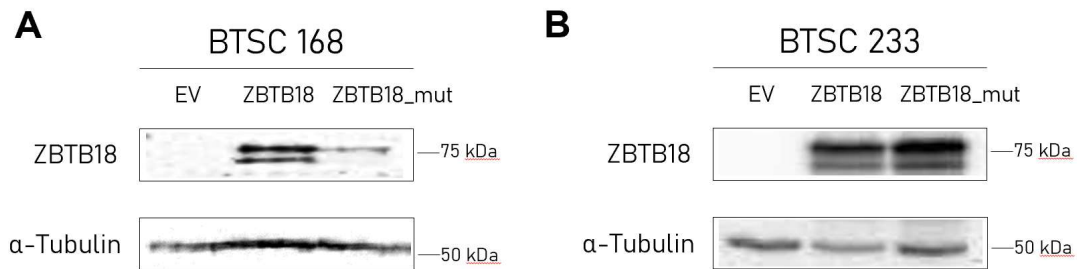 A
BTSC 168
EV ZBTB18 ZBTB18_mut
ZBTB18
75 kDa
α-Tubulin
50 kDa
B
BTSC 233
EV ZBTB18 ZBTB18_mut
ZBTB18
75 kDa
α-Tubulin
50 kDa